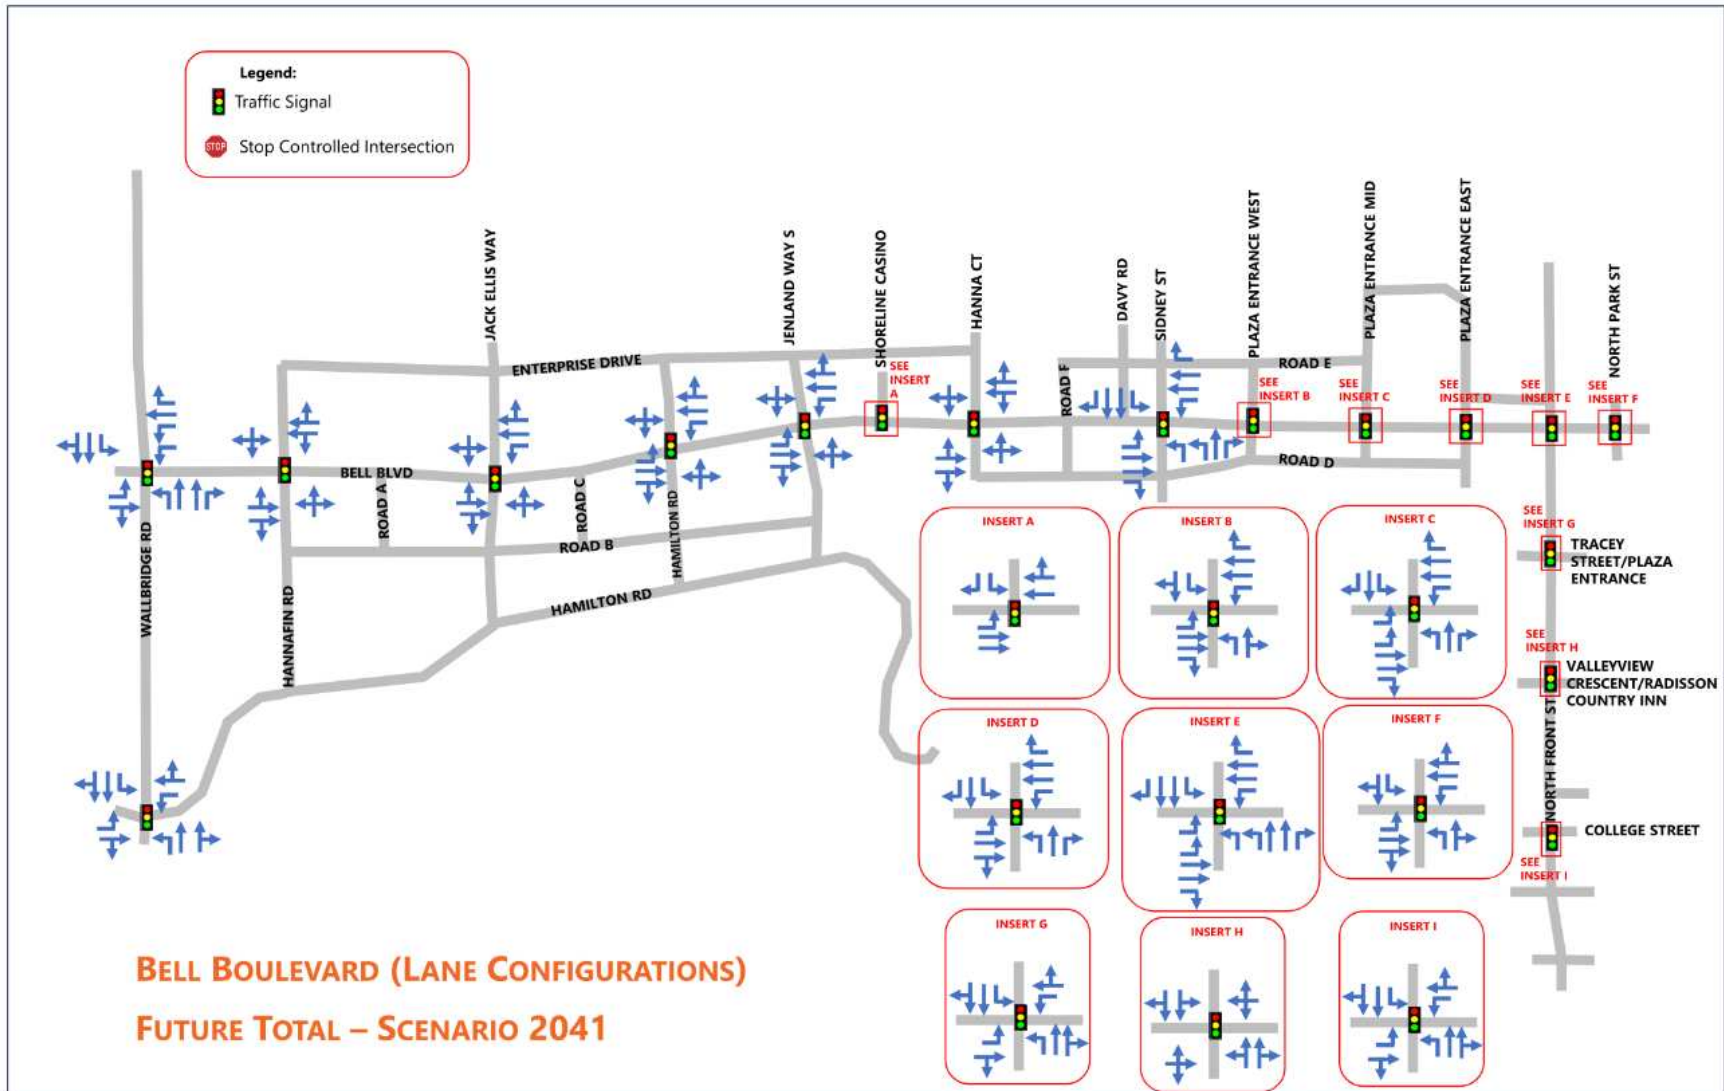 Legend:
Traffic Signal
STOP
Stop Controlled Intersection
JACK ELLIS WAY
JENLAND WAY S
SHORELINE CASINO
HANNA CT
DAVY RD
SIDNEY ST
PLAZA ENTRANCE WEST
PLAZA ENTRANCE MID
PLAZA ENTRANCE EAST
NORTH PARK ST
ENTERPRISE DRIVE
ROAD F
ROAD E
SEE
INSERT
A
SEE
INSERT B
SEE
INSERT C
SEE
INSERT D
SEE
INSERT E
SEE
INSERT F
BELL BLVD
ROAD D
ROAD A
ROAD C
HAMILTON RD
ROAD B
WALLBRIDGE RD
HANNAFIN RD
HAMILTON RD
INSERT A
INSERT B
INSERT C
SEE
INSERT G
TRACEY
STREET/PLAZA
ENTRANCE
SEE
INSERT H
VALLEYVIEW
CRESCENT/RADISSON
COUNTRY INN
INSERT D
INSERT E
INSERT F
NORTH FRONT ST
COLLEGE STREET
SEE
INSERT I
INSERT G
INSERT H
INSERT I
BELL BOULEVARD (LANE CONFIGURATIONS)
FUTURE TOTAL – SCENARIO 2041